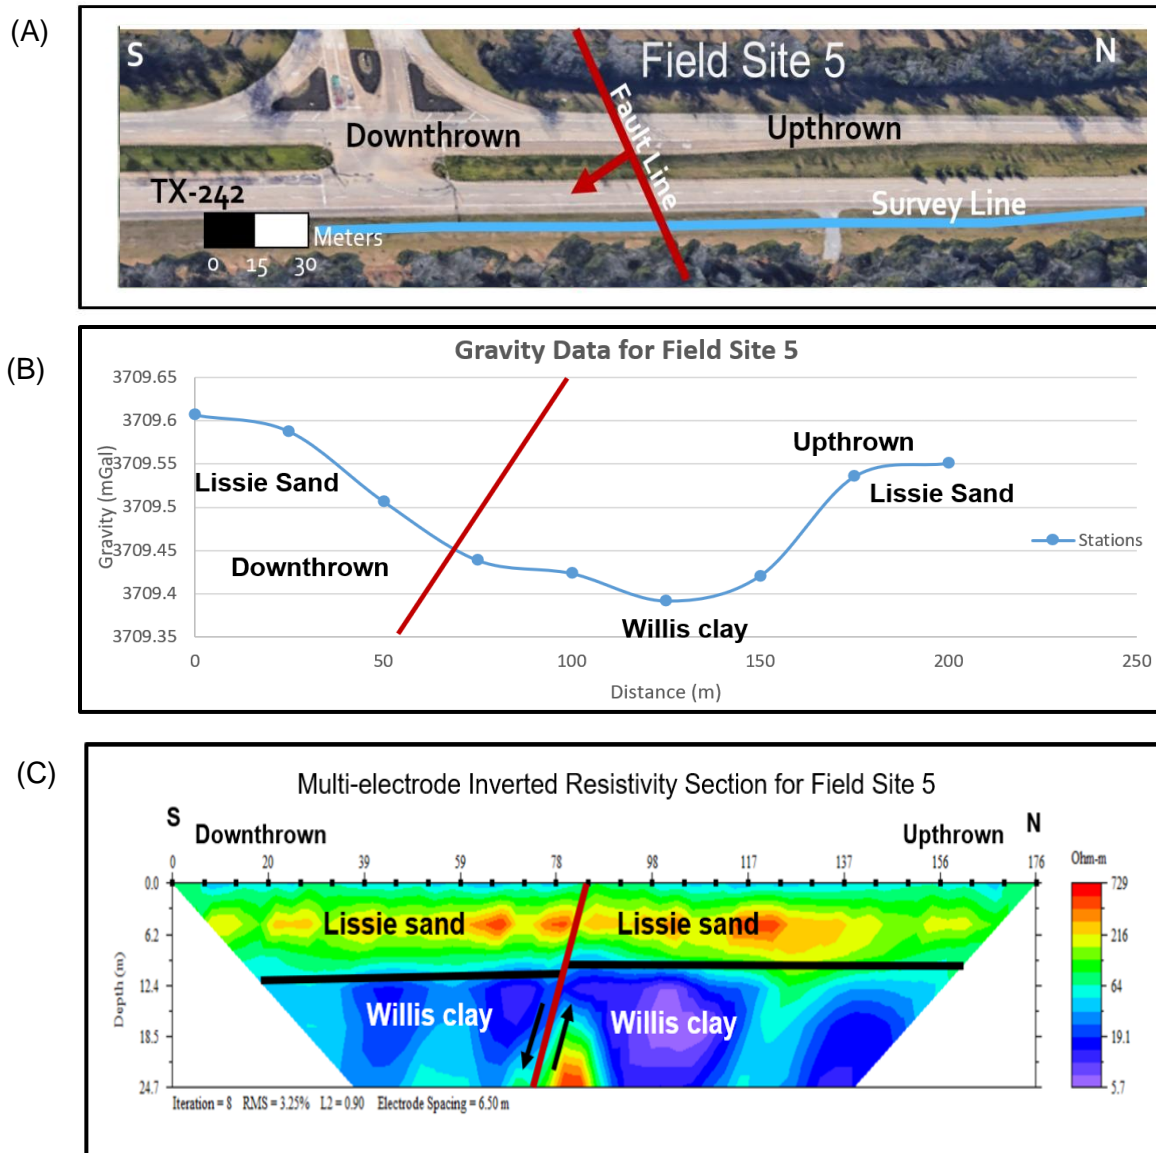 (A)
S
Field Site 5
N
Fault Line
Downthrown
Upthrown
TX-242
Survey Line
Meters
0 15 30
(B)
Gravity Data for Field Site 5
Gravity (mGal)
3709.65
3709.6
3709.55
3709.5
3709.45
3709.4
3709.35
Upthrown
Lissie Sand
Lissie Sand
Stations
Downthrown
Willis clay
0 50 100 150 200 250
Distance (m)
(C)
Multi-electrode Inverted Resistivity Section for Field Site 5
S
N
Downthrown
Upthrown
0 20 39 59 78 98 117 137 156 176
Ohm-m
Depth (m)
0.0
6.2
12.4
18.5
24.7
Lissie sand
Lissie sand
Willis clay
Willis clay
729
216
64
19.1
5.7
Iteration = 8 RMS = 3.25% L2 = 0.90 Electrode Spacing = 6.50 m